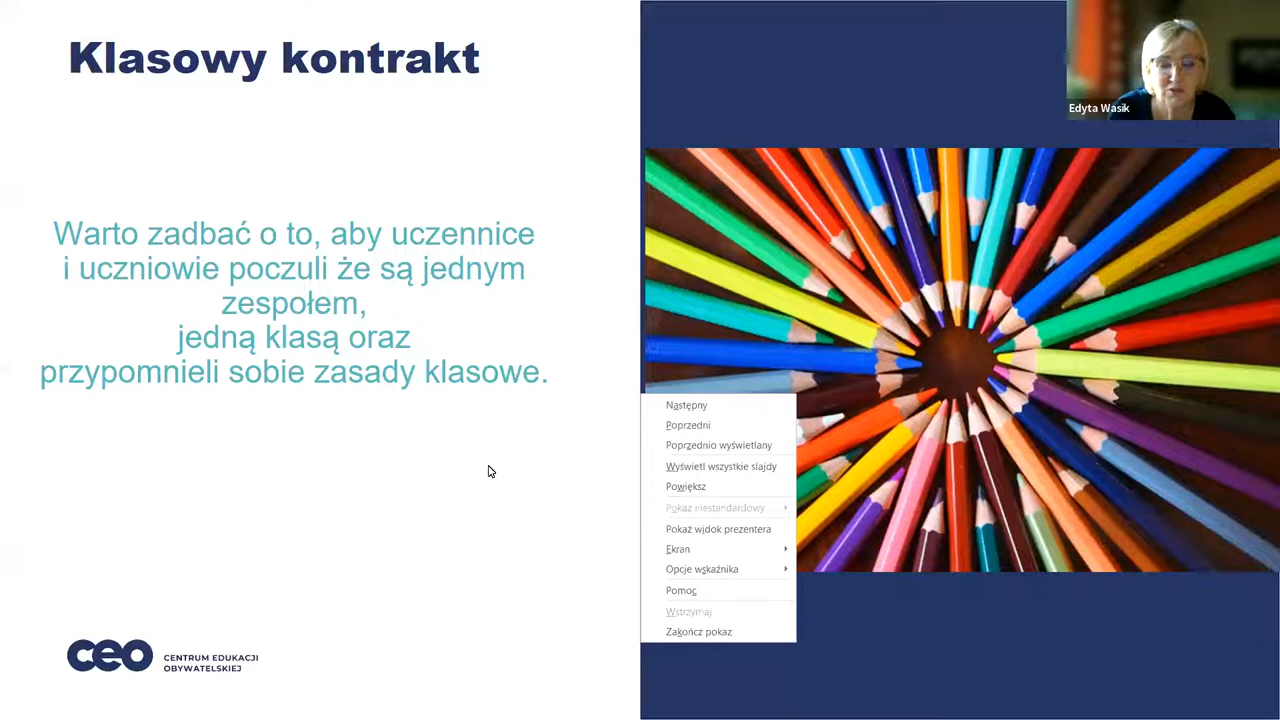 Klasowy kontrakt
Edyta Wasik
Warto zadbać o to, aby uczennice
i uczniowie poczuli że są jednym
zespołem,
jedną klasą oraz
przypomnieli sobie zasady klasowe.
Następny
Poprzedni
Poprzednio wyświetlany
Wyświetl wszystkie slajdy
Powiększ
Pokaz niestandardowy
Pokaż widok prezentera
Ekran
Opcje wskaźnika
Pomoc
Wstrzymaj
Zakończ pokaz
ceo
CENTRUM EDUKACJI
OBYWATELSKIEJ